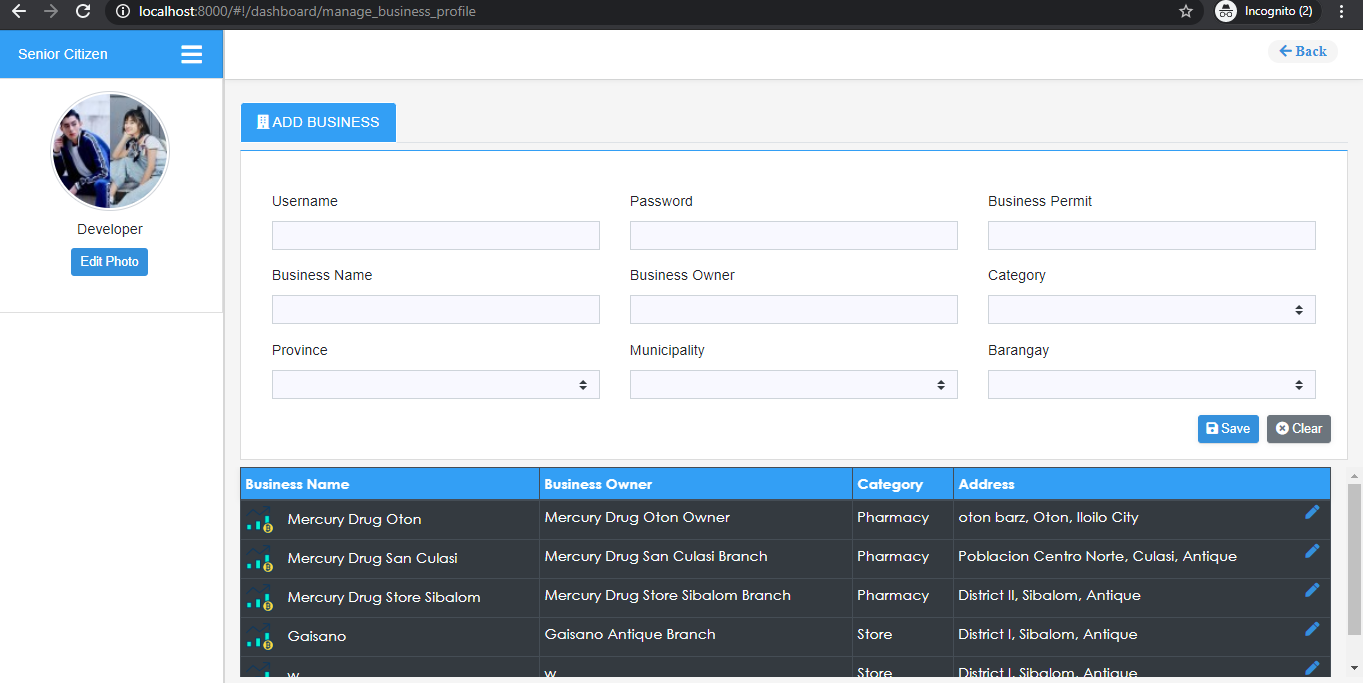 localhost:8000/#!/dashboard/manage_business_profile
Incognito (2)
Senior Citizen
Back
Developer
Edit Photo
ADD BUSINESS
Username Password Business Permit
Business Name Business Owner Category
Province Municipality Barangay
Save Clear
Business Name Business Owner Category Address
Mercury Drug Oton Mercury Drug Oton Owner Pharmacy oton barz, Oton, Iloilo City
Mercury Drug San Culasi Mercury Drug San Culasi Branch Pharmacy Poblacion Centro Norte, Culasi, Antique
Mercury Drug Store Sibalom Mercury Drug Store Sibalom Branch Pharmacy District II, Sibalom, Antique
Gaisano Gaisano Antique Branch Store District I, Sibalom, Antique
w w Store District I, Sibalom, Antique